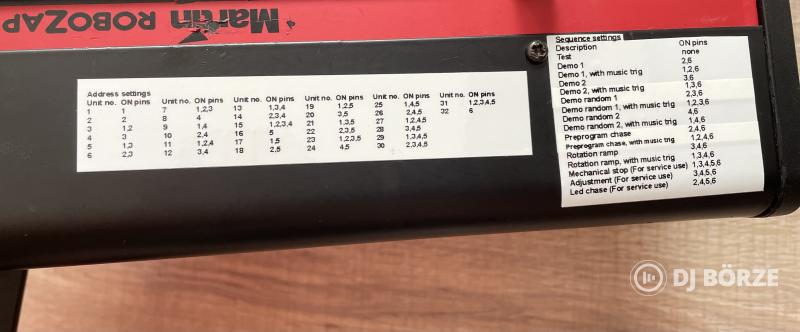 Martin ROBOZAP
Address settings
Unit no. ON pins Unit no. ON pins Unit no. ON pins Unit no. ON pins Unit no. ON pins Unit no. ON pins
1 1 7 1,2,3 13 1,3,4 19 1,2,5 25 1,4,5 31 1,2,3,4,5
2 2 8 4 14 2,3,4 20 3,5 26 2,4,5 32 6
3 1,2 9 1,4 15 1,2,3,4 21 1,3,5 27 1,2,4,5
4 3 10 2,4 16 5 22 2,3,5 28 3,4,5
5 1,3 11 1,2,4 17 1,5 23 1,2,3,5 29 1,3,4,5
6 2,3 12 3,4 18 2,5 24 4,5 30 2,3,4,5
Sequence settings
Description ON pins
Test none
Demo 1 2,6
Demo 1, with music trig 1,2,6
Demo 2 3,6
Demo 2, with music trig 1,3,6
Demo random 1 2,3,6
Demo random 1, with music trig 1,2,3,6
Demo random 2 4,6
Demo random 2, with music trig 1,4,6
Preprogram chase 2,4,6
Preprogram chase, with music trig 1,2,4,6
Rotation ramp 3,4,6
Rotation ramp, with music trig 1,3,4,6
Mechanical stop (For service use) 1,3,4,5,6
Adjustment (For service use) 3,4,5,6
Led chase (For service use) 2,4,5,6
DJ BÖRZE